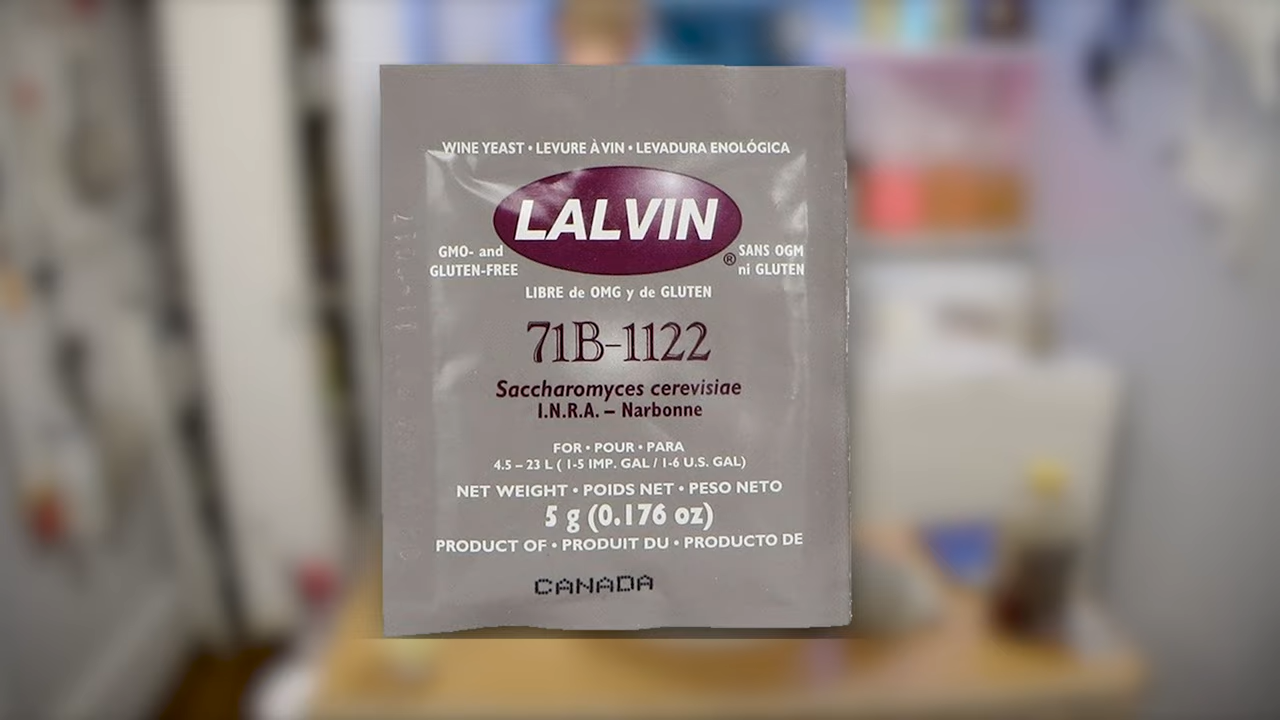 WINE YEAST • LEVURE À VIN • LEVADURA ENOLÓGICA
LALVIN®
GMO- and
GLUTEN-FREE
SANS OGM
ni GLUTEN
LIBRE de OMG y de GLUTEN
71B-1122
Saccharomyces cerevisiae
I.N.R.A. – Narbonne
FOR • POUR • PARA
4.5 – 23 L ( 1-5 IMP. GAL / 1-6 U.S. GAL)
NET WEIGHT • POIDS NET • PESO NETO
5 g (0.176 oz)
PRODUCT OF • PRODUIT DU • PRODUCTO DE
CANADA